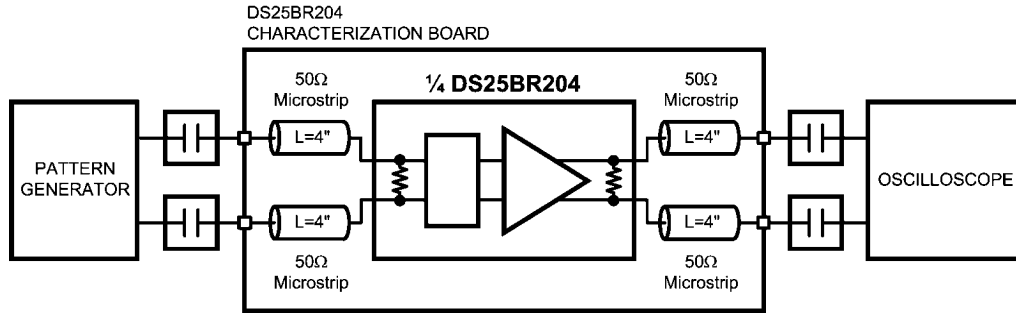 DS25BR204
CHARACTERIZATION BOARD
50Ω
Microstrip
¼ DS25BR204
50Ω
Microstrip
L=4"
L=4"
PATTERN
GENERATOR
OSCILLOSCOPE
L=4"
L=4"
50Ω
Microstrip
50Ω
Microstrip